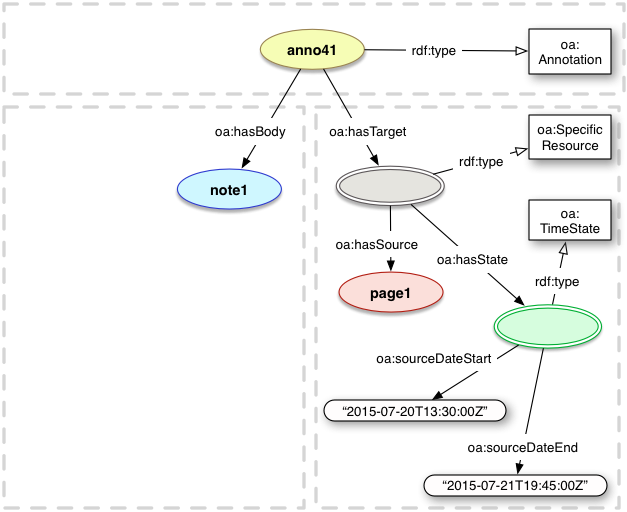 anno41
rdf:type
oa:
Annotation
oa:hasBody
oa:hasTarget
oa:Specific
Resource
rdf:type
note1
oa:
TimeState
oa:hasSource
oa:hasState
rdf:type
page1
oa:sourceDateStart
“2015-07-20T13:30:00Z”
oa:sourceDateEnd
“2015-07-21T19:45:00Z”